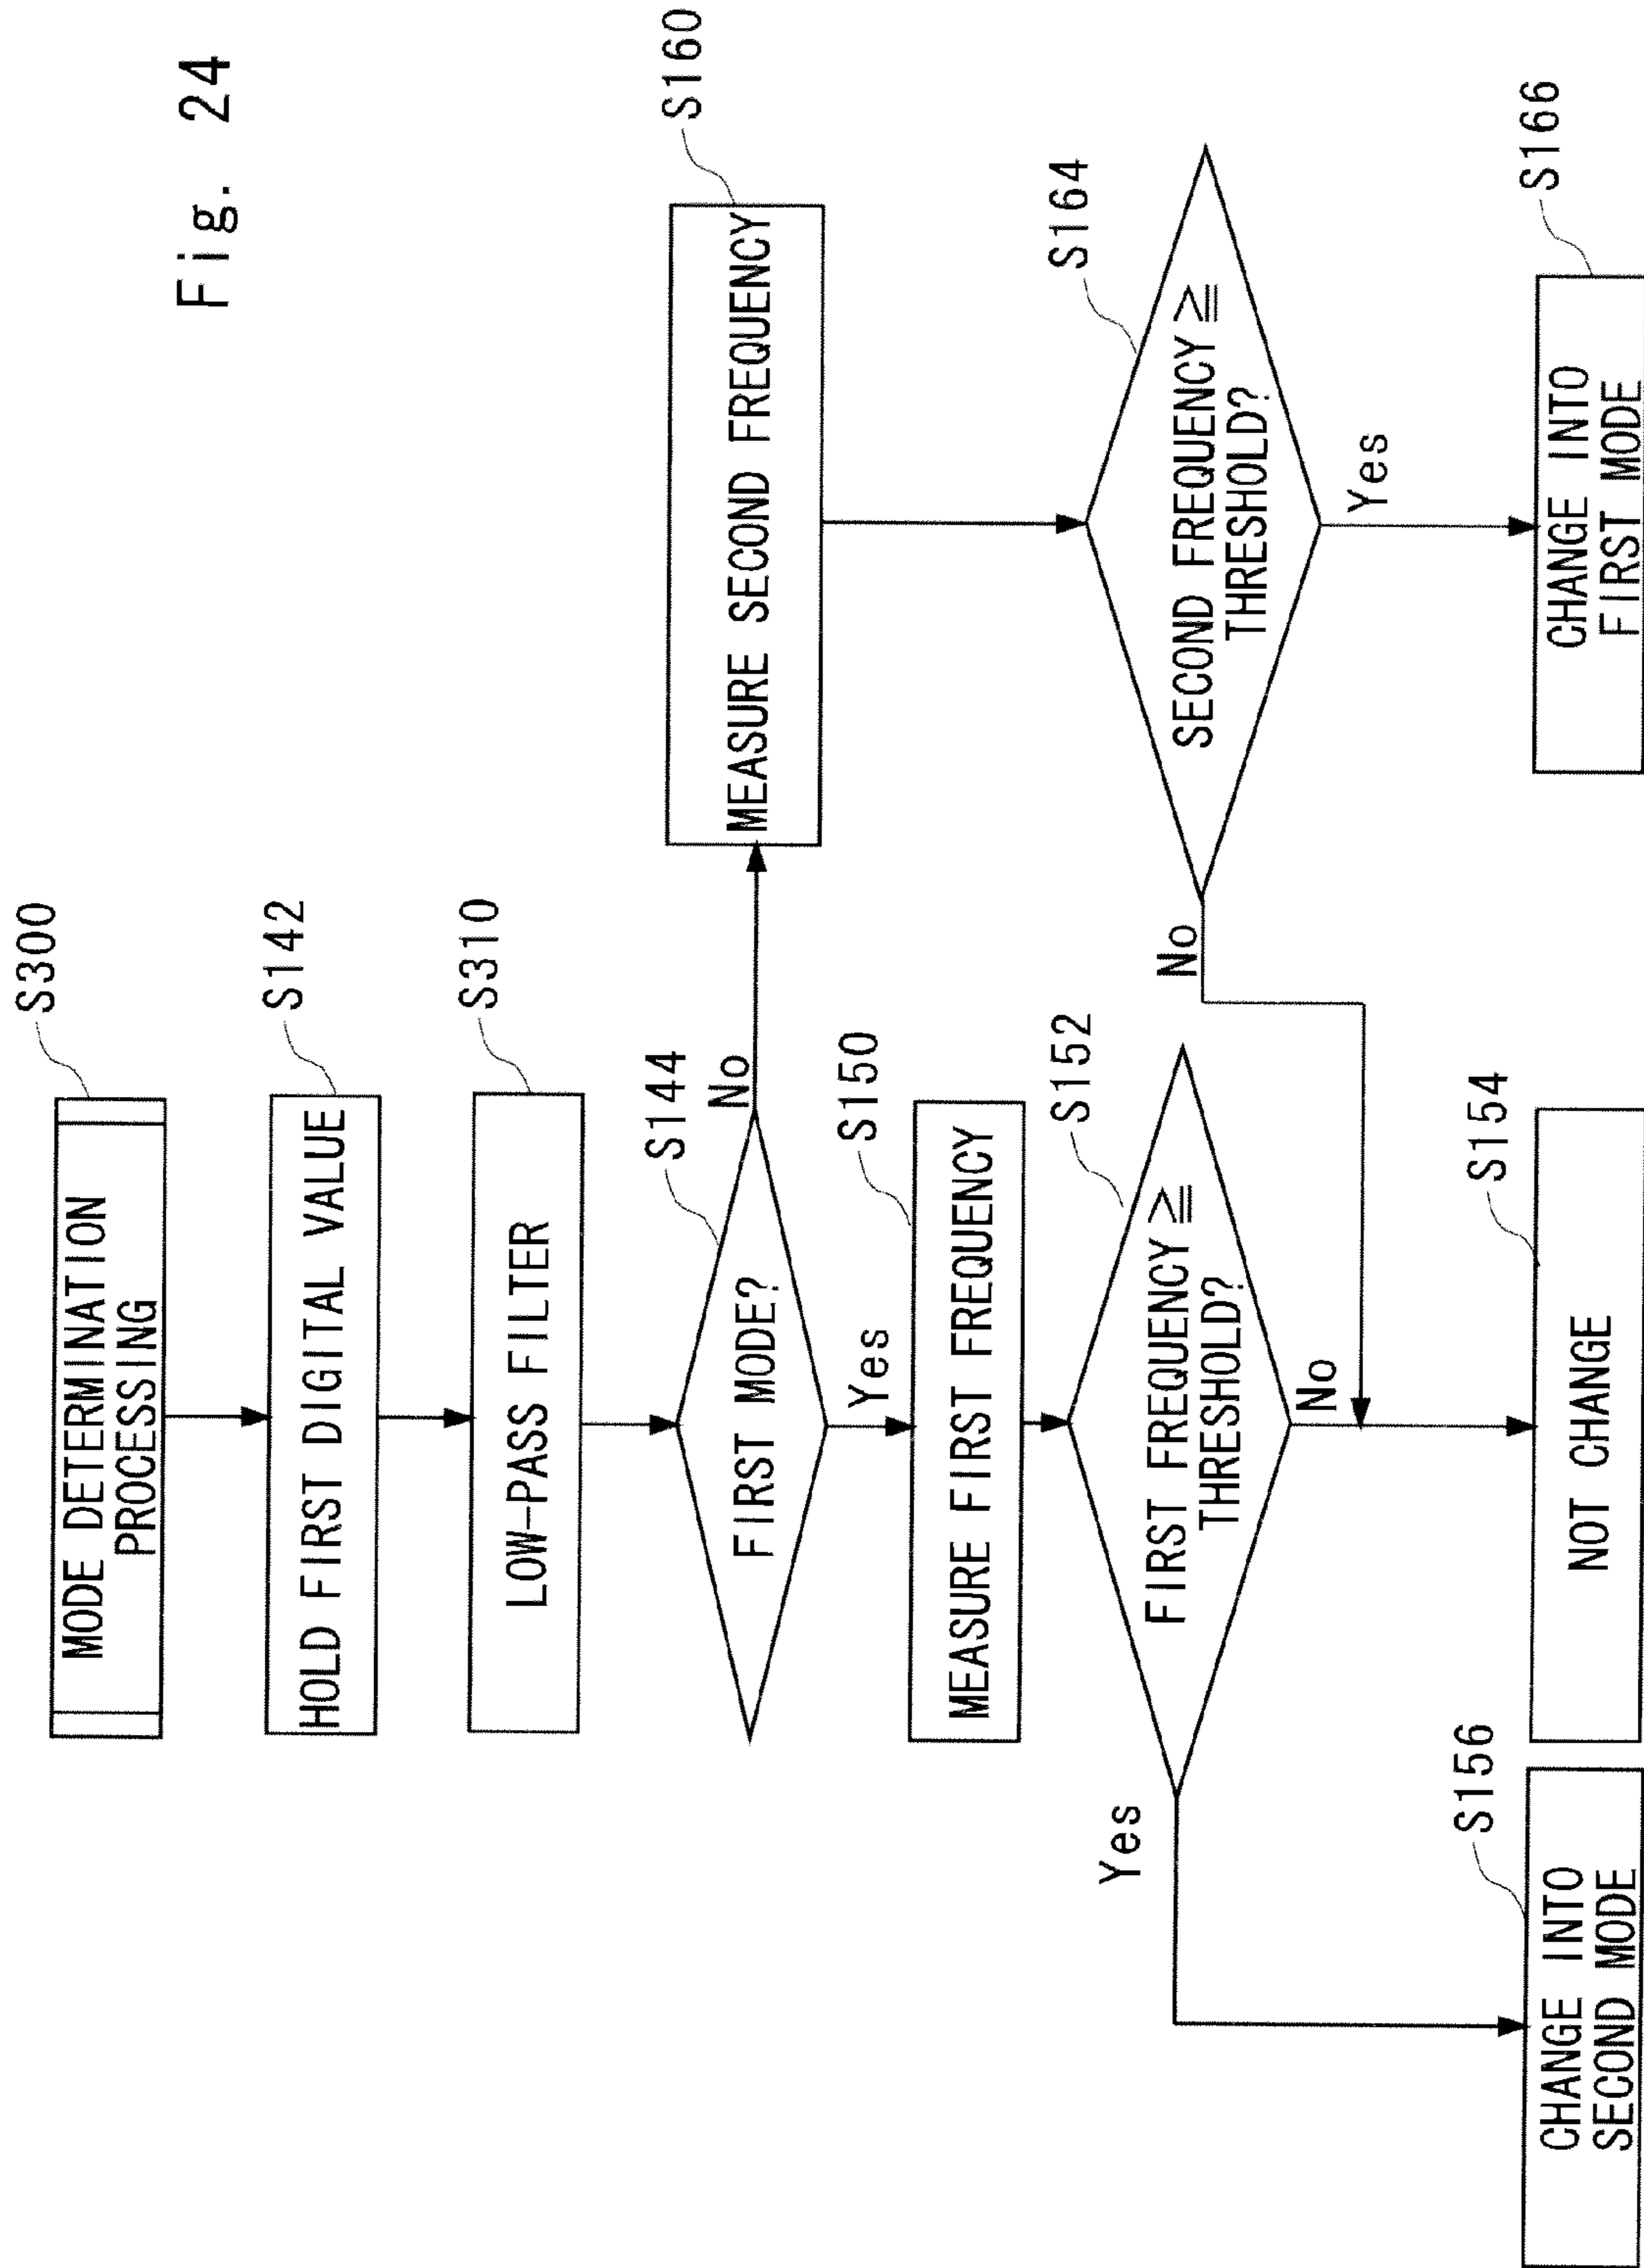 Fig. 24
S300
MODE DETERMINATION
PROCESSING
S142
HOLD FIRST DIGITAL VALUE
S310
LOW-PASS FILTER
S144
FIRST MODE?
No
Yes
S160
MEASURE SECOND FREQUENCY
S150
MEASURE FIRST FREQUENCY
S152
FIRST FREQUENCY ≧
THRESHOLD?
Yes
No
S164
SECOND FREQUENCY ≧
THRESHOLD?
No
Yes
S156
CHANGE INTO
SECOND MODE
S154
NOT CHANGE
S166
CHANGE INTO
FIRST MODE